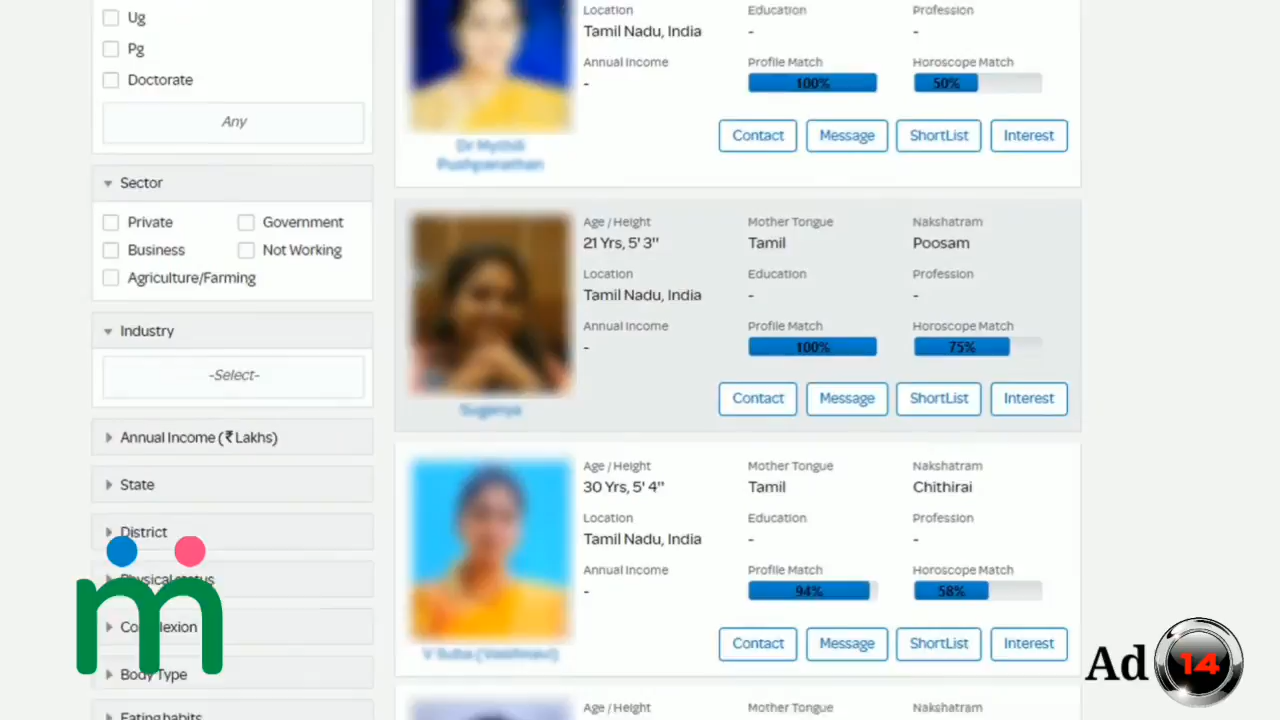 Ug
Pg
Doctorate
Any
Sector
Private
Government
Business
Not Working
Agriculture/Farming
Industry
-Select-
Annual Income (₹ Lakhs)
State
District
Physical status
Body Type
Eating habits
Location
Education
Profession
Tamil Nadu, India
-
-
Annual Income
Profile Match
Horoscope Match
-
100%
50%
Contact
Message
ShortList
Interest
Age / Height
Mother Tongue
Nakshatram
21 Yrs, 5' 3"
Tamil
Poosam
Location
Education
Profession
Tamil Nadu, India
-
-
Annual Income
Profile Match
Horoscope Match
-
100%
75%
Contact
Message
ShortList
Interest
Age / Height
Mother Tongue
Nakshatram
30 Yrs, 5' 4"
Tamil
Chithirai
Location
Education
Profession
Tamil Nadu, India
-
-
Annual Income
Profile Match
Horoscope Match
-
94%
58%
Contact
Message
ShortList
Interest
Age / Height
Mother Tongue
Nakshatram
m
Ad 14